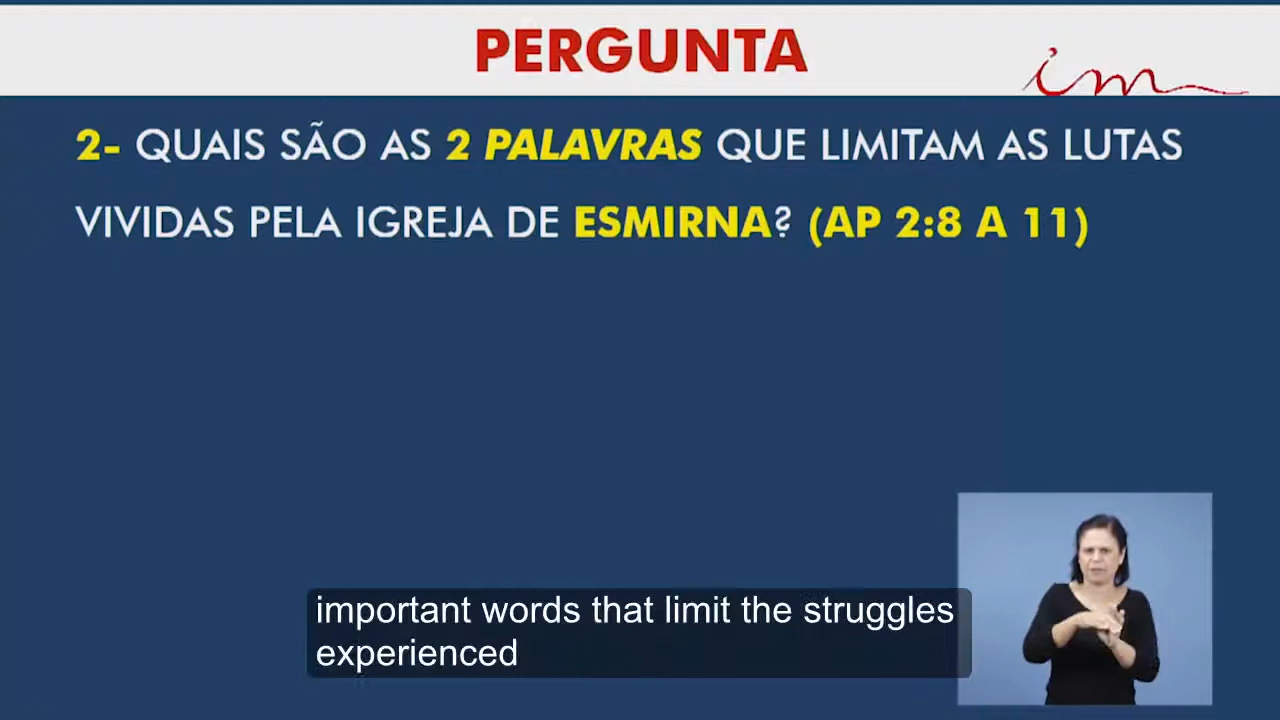 PERGUNTA
im
2- QUAIS SÃO AS 2 PALAVRAS QUE LIMITAM AS LUTAS
VIVIDAS PELA IGREJA DE ESMIRNA? (AP 2:8 A 11)
important words that limit the struggles
experienced